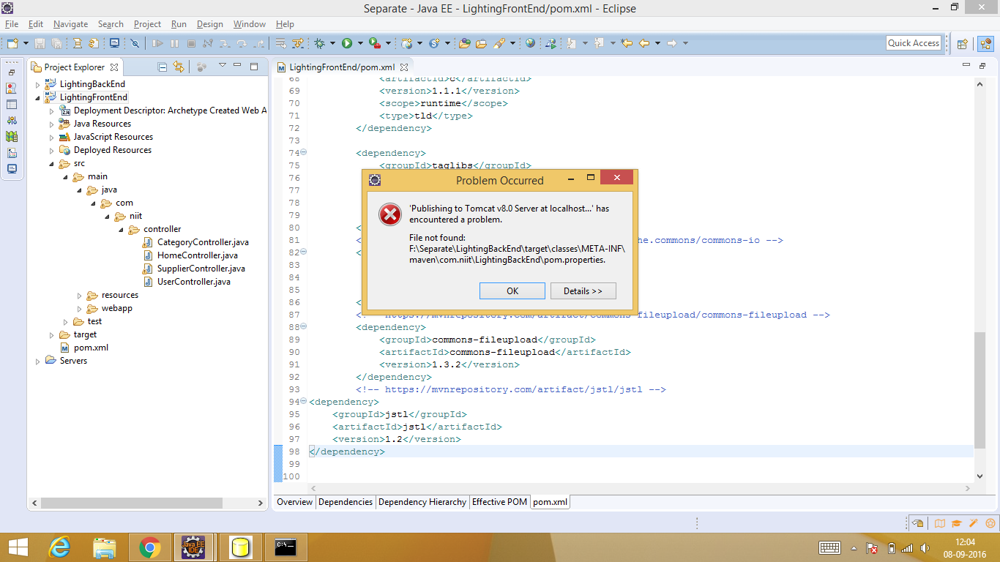 Separate - Java EE - LightingFrontEnd/pom.xml - Eclipse
File Edit Navigate Search Project Run Design Window Help
Quick Access
Project Explorer
LightingBackEnd
LightingFrontEnd
Deployment Descriptor: Archetype Created Web A
Java Resources
JavaScript Resources
Deployed Resources
src
main
java
com
niit
controller
CategoryController.java
HomeController.java
SupplierController.java
UserController.java
resources
webapp
test
target
pom.xml
Servers
LightingFrontEnd/pom.xml
68 <artifactId>c</artifactId>
69 <version>1.1.1</version>
70 <scope>runtime</scope>
71 <type>tld</type>
72 </dependency>
73
74 <dependency>
75 <groupId>taglibs</groupId>
76
77
78
79
80 <
81 < he.commons/commons-io -->
82 <
83
84
85
86 <
87 <!-- https://mvnrepository.com/artifact/commons-fileupload/commons-fileupload -->
88 <dependency>
89 <groupId>commons-fileupload</groupId>
90 <artifactId>commons-fileupload</artifactId>
91 <version>1.3.2</version>
92 </dependency>
93 <!-- https://mvnrepository.com/artifact/jstl/jstl -->
94 <dependency>
95 <groupId>jstl</groupId>
96 <artifactId>jstl</artifactId>
97 <version>1.2</version>
98 </dependency>
99
100
Problem Occurred
'Publishing to Tomcat v8.0 Server at localhost...' has
encountered a problem.
File not found:
F:\Separate\LightingBackEnd\target\classes\META-INF\
maven\com.niit\LightingBackEnd\pom.properties.
OK Details >>
Overview Dependencies Dependency Hierarchy Effective POM pom.xml
Java EE
IDE
C:\_
12:04
08-09-2016